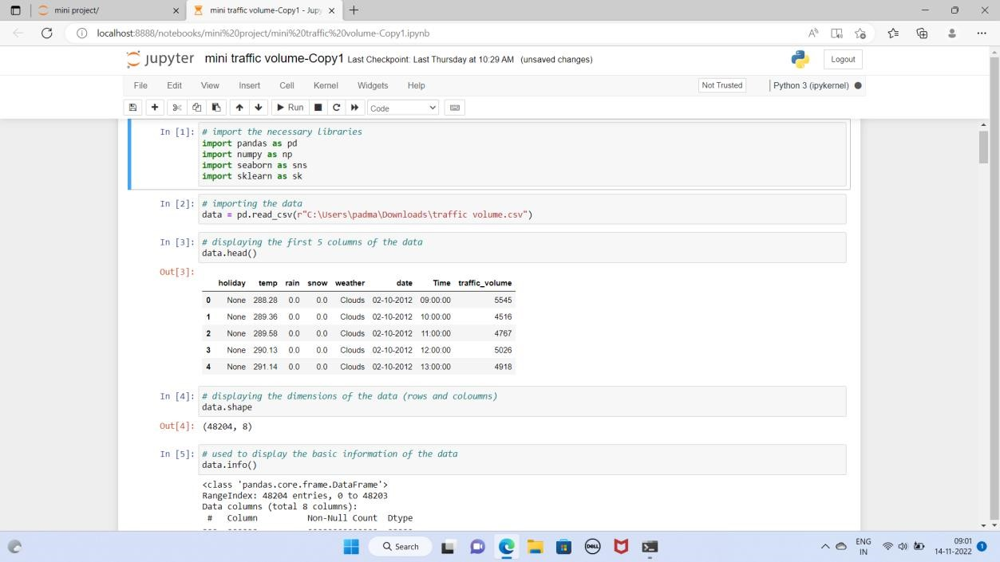 mini project/
mini traffic volume-Copy1 - Jupy
localhost:8888/notebooks/mini%20project/mini%20traffic%20volume-Copy1.ipynb
jupyter mini traffic volume-Copy1 Last Checkpoint: Last Thursday at 10:29 AM (unsaved changes)
Logout
File Edit View Insert Cell Kernel Widgets Help
Not Trusted
Python 3 (ipykernel)
Run
Code
In [1]: # import the necessary libraries
import pandas as pd
import numpy as np
import seaborn as sns
import sklearn as sk
In [2]: # importing the data
data = pd.read_csv(r"C:\Users\padma\Downloads\traffic volume.csv")
In [3]: # displaying the first 5 columns of the data
data.head()
Out[3]:
holiday temp rain snow weather date Time traffic_volume
0 None 288.28 0.0 0.0 Clouds 02-10-2012 09:00:00 5545
1 None 289.36 0.0 0.0 Clouds 02-10-2012 10:00:00 4516
2 None 289.58 0.0 0.0 Clouds 02-10-2012 11:00:00 4767
3 None 290.13 0.0 0.0 Clouds 02-10-2012 12:00:00 5026
4 None 291.14 0.0 0.0 Clouds 02-10-2012 13:00:00 4918
In [4]: # displaying the dimensions of the data (rows and coloumns)
data.shape
Out[4]: (48204, 8)
In [5]: # used to display the basic information of the data
data.info()
<class 'pandas.core.frame.DataFrame'>
RangeIndex: 48204 entries, 0 to 48203
Data columns (total 8 columns):
# Column Non-Null Count Dtype
--- ------ -------------- -----
Search
DELL
ENG
IN
09:01
14-11-2022
1